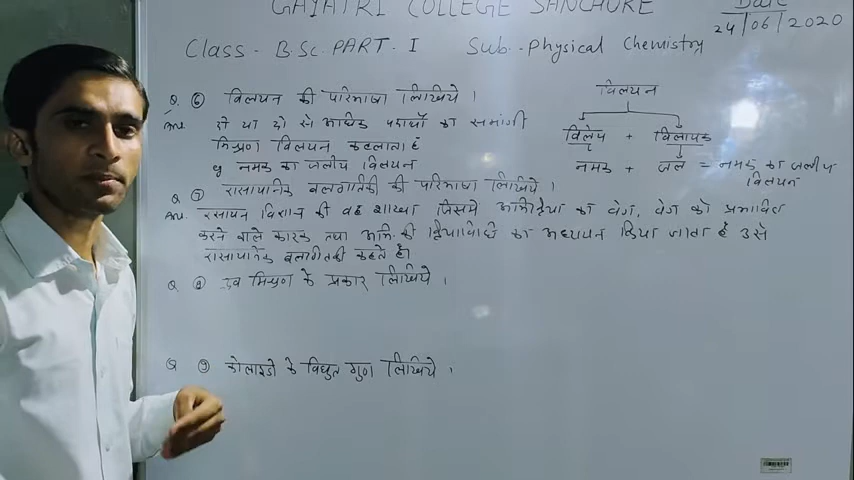 GAYATRI COLLEGE SANCHORE
Date
24/06/2020
Class - B.Sc. PART - I Sub. - Physical Chemistry
Q. ⑥ विलयन की परिभाषा लिखिये ।
Ans. दो या दो से अधिक पदार्थों का समांगी
मिश्रण विलयन कहलाता है
नमक का जलीय विलयन
विलयन
विलेय + विलायक
नमक + जल = नमक का जलीय
विलयन
Q ⑦ रासायनिक बलगतिकी की परिभाषा लिखिये ।
Ans. रसायन विज्ञान की वह शाखा जिसमे अभिक्रिया का वेग, वेग को प्रभावित
करने वाले कारक तथा अभि. की क्रियाविधि का अध्ययन किया जाता है उसे
रासायनिक बलगतिकी कहते है।
Q ⑧ द्रव मिश्रण के प्रकार लिखिये ।
Q ⑨ कोलाइडो के विधुत गुण लिखिये ।